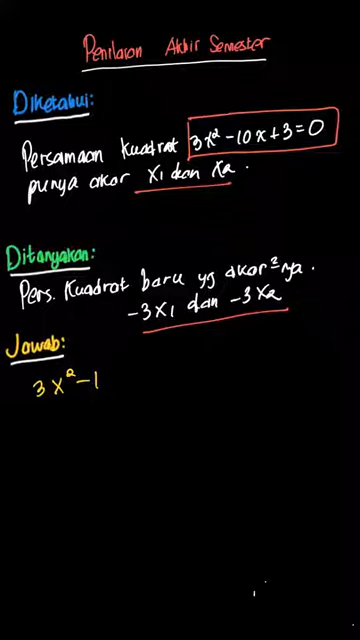 Penilaian Akhir Semester
Diketahui:
Persamaan kuadrat 3x² - 10x + 3 = 0
punya akar x₁ dan x₂.
Ditanyakan:
Pers. Kuadrat baru yg akar²nya.
-3x₁ dan -3x₂
Jawab:
3x² - 1